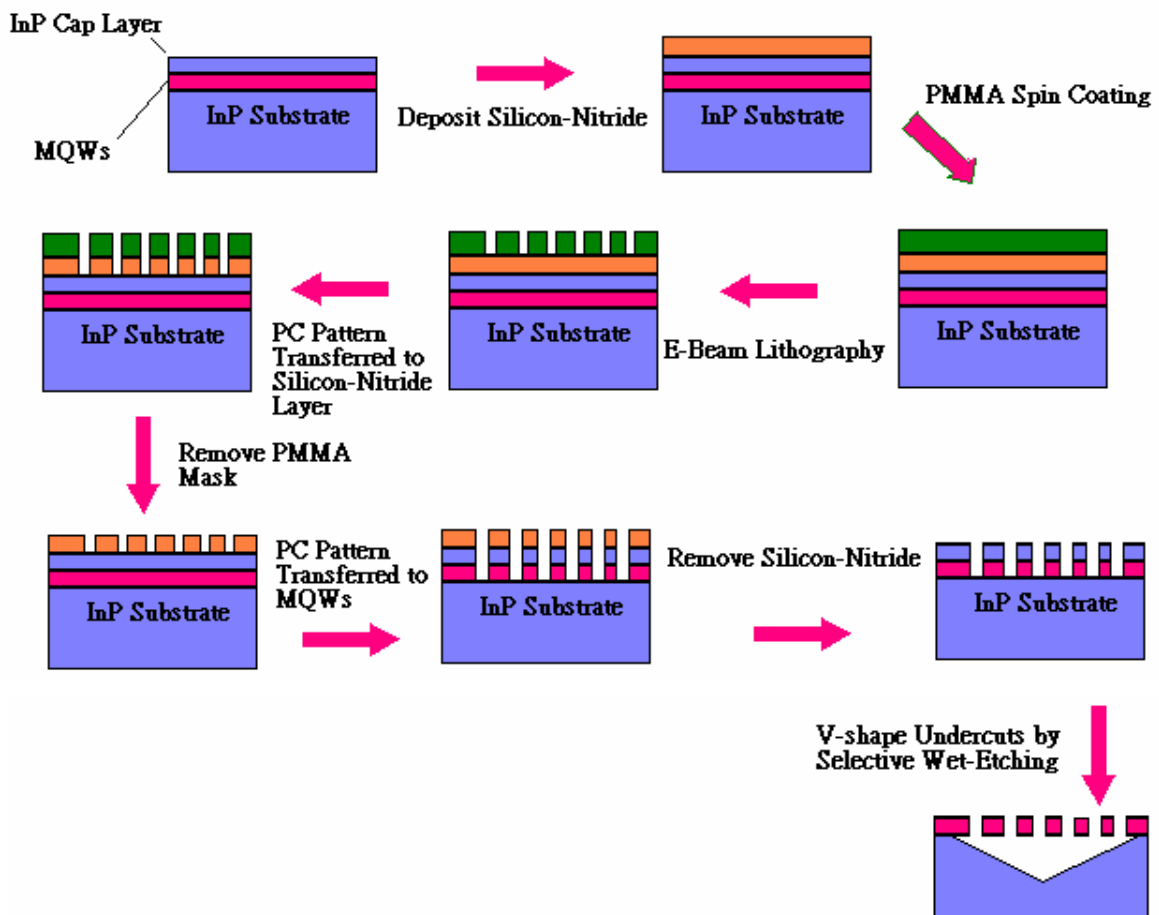 InP Cap Layer
MQWs
InP Substrate
Deposit Silicon-Nitride
InP Substrate
PMMA Spin Coating
InP Substrate
E-Beam Lithography
InP Substrate
PC Pattern
Transferred to
Silicon-Nitride
Layer
InP Substrate
Remove PMMA
Mask
InP Substrate
PC Pattern
Transferred to
MQWs
InP Substrate
Remove Silicon-Nitride
InP Substrate
V-shape Undercuts by
Selective Wet-Etching